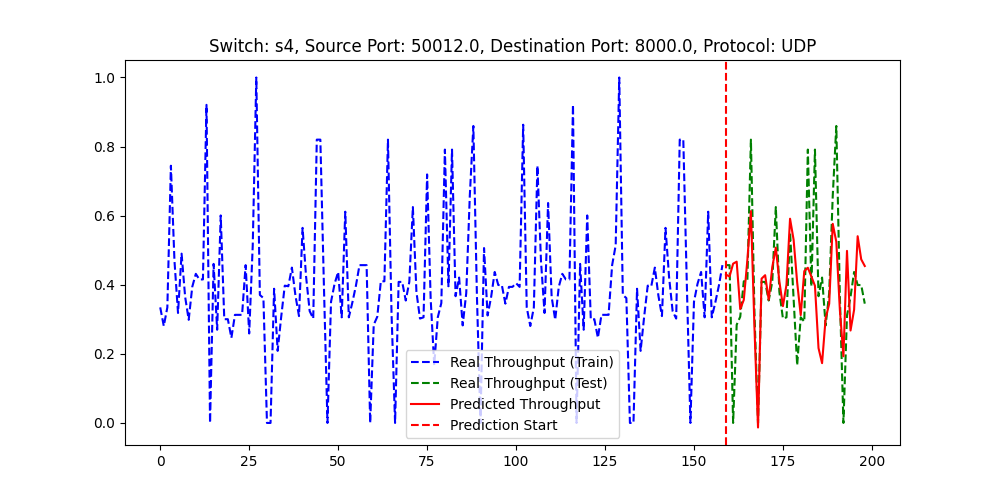 Switch: s4, Source Port: 50012.0, Destination Port: 8000.0, Protocol: UDP
1.0
0.8
0.6
0.4
0.2
0.0
Real Throughput (Train)
Real Throughput (Test)
Predicted Throughput
Prediction Start
0 25 50 75 100 125 150 175 200